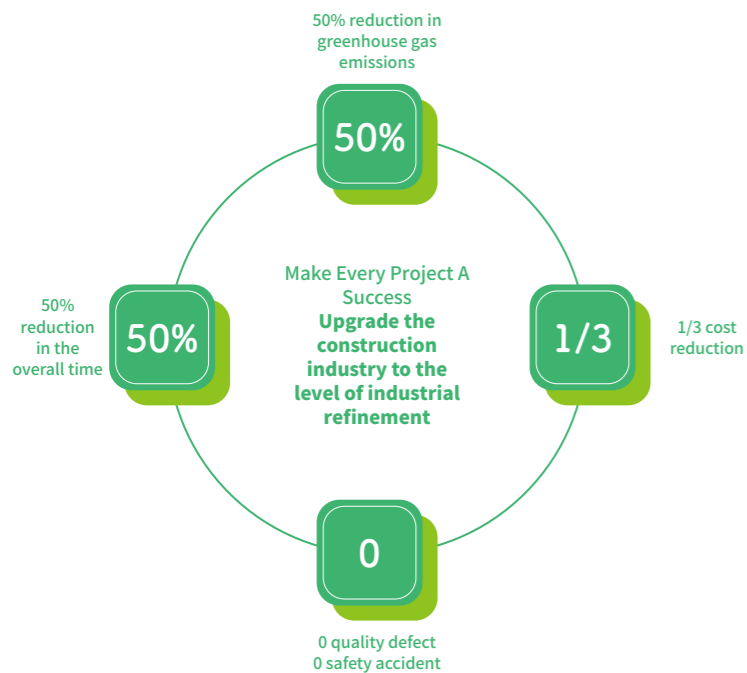 50% reduction in
greenhouse gas
emissions
50%
Make Every Project A
Success
Upgrade the
construction
industry to the
level of industrial
refinement
50%
reduction
in the
overall time
50%
1/3
1/3 cost
reduction
0
0 quality defect
0 safety accident